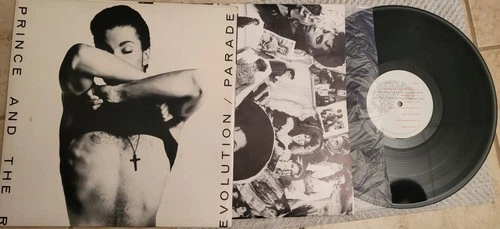 PRINCE AND THE R
EVOLUTION / PARADE